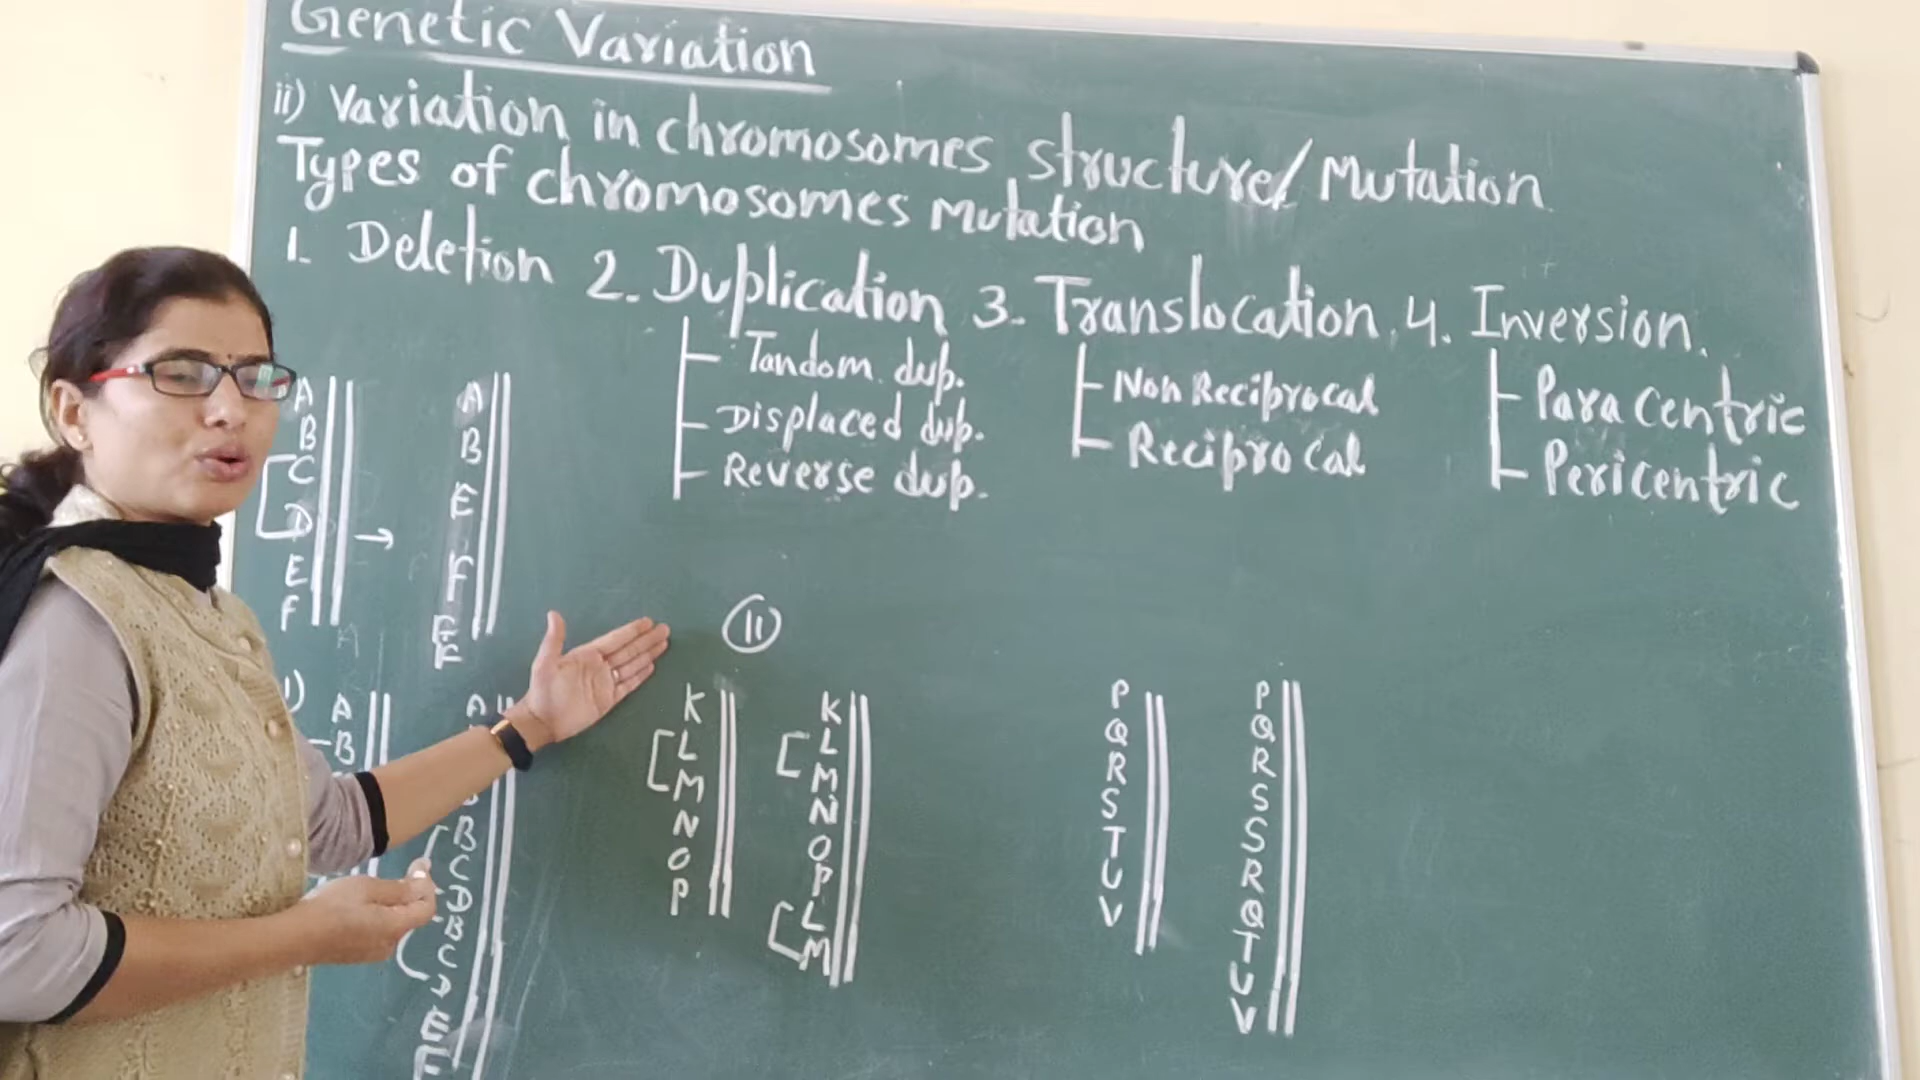 Genetic Variation
ii) Variation in chromosomes structure/ Mutation
Types of chromosomes Mutation
1. Deletion 2. Duplication 3. Translocation 4. Inversion.
Tandom dup.
Displaced dup.
Reverse dup.
Non Reciprocal
Reciprocal
Para Centric
Pericentric
A
B
C
D
E
F
→
A
B
E
F
E
F
i)
A
B
A
B
C
D
B
C
D
E
F
(ii)
K
L
M
N
O
P
K
L
M
N
O
P
L
M
P
Q
R
S
T
U
V
P
Q
R
S
S
R
Q
T
U
V